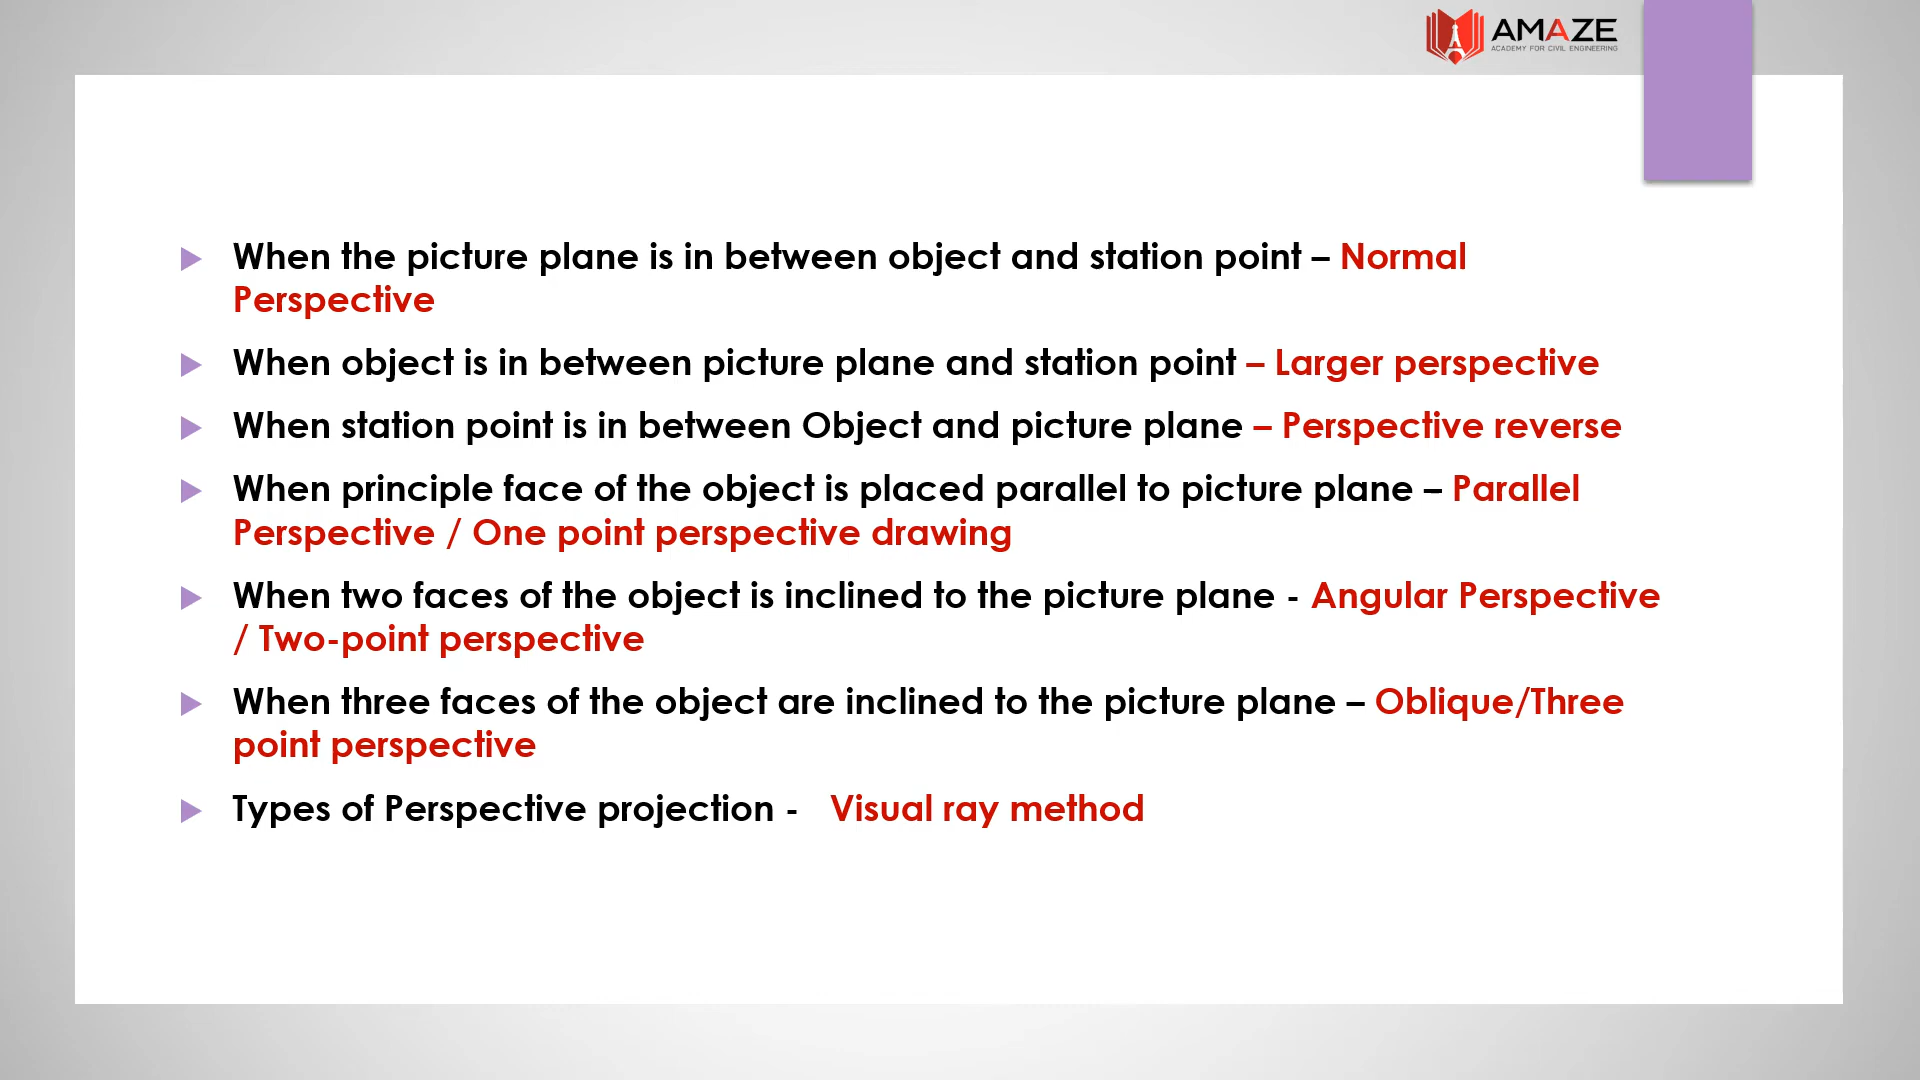 AMAZE
ACADEMY FOR CIVIL ENGINEERING
When the picture plane is in between object and station point – Normal
Perspective
When object is in between picture plane and station point – Larger perspective
When station point is in between Object and picture plane – Perspective reverse
When principle face of the object is placed parallel to picture plane – Parallel
Perspective / One point perspective drawing
When two faces of the object is inclined to the picture plane - Angular Perspective
/ Two-point perspective
When three faces of the object are inclined to the picture plane – Oblique/Three
point perspective
Types of Perspective projection - Visual ray method